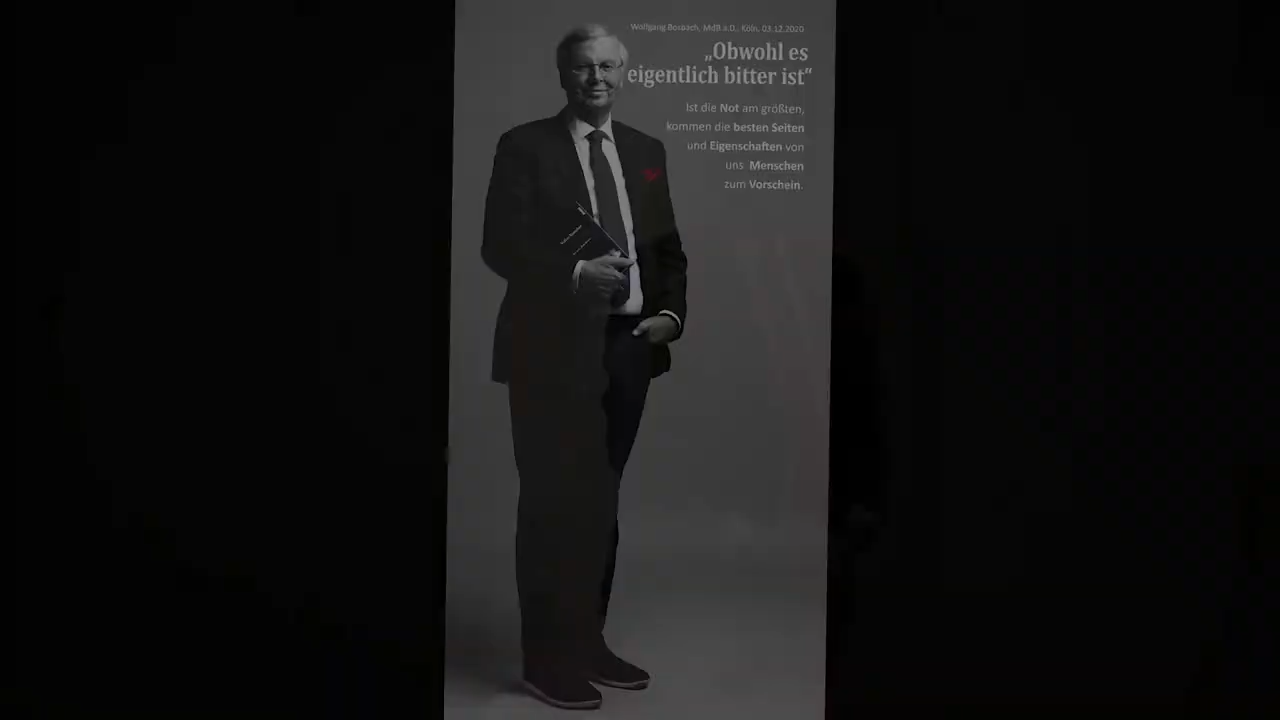 Wolfgang Bosbach, MdB a.D., Köln, 03.12.2020
„Obwohl es
eigentlich bitter ist“
Ist die Not am größten,
kommen die besten Seiten
und Eigenschaften von
uns Menschen
zum Vorschein.